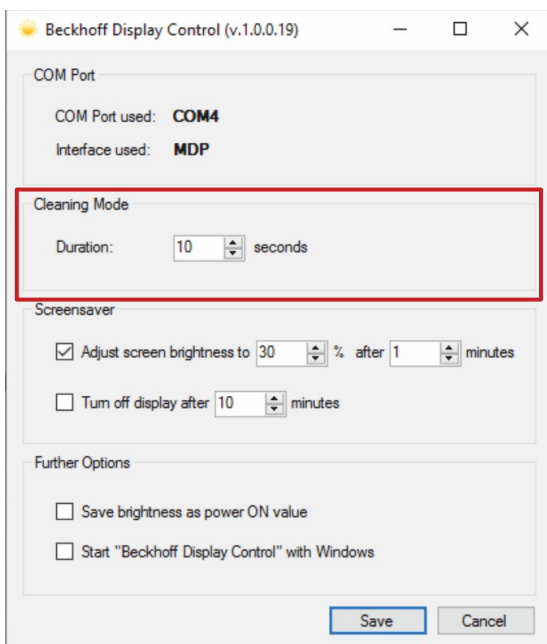 Beckhoff Display Control (v.1.0.0.19)
COM Port
COM Port used: COM4
Interface used: MDP
Cleaning Mode
Duration: 10 seconds
Screensaver
Adjust screen brightness to 30 % after 1 minutes
Turn off display after 10 minutes
Further Options
Save brightness as power ON value
Start "Beckhoff Display Control" with Windows
Save Cancel